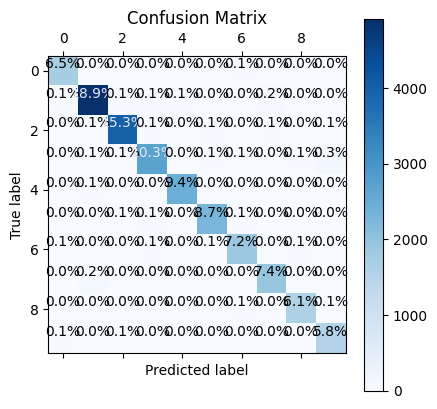 Confusion Matrix
0 2 4 6 8
0 6.5% 0.0% 0.0% 0.0% 0.0% 0.0% 0.1% 0.0% 0.0% 0.0%
0.1% 8.9% 0.1% 0.1% 0.1% 0.0% 0.0% 0.2% 0.0% 0.0%
2 0.0% 0.1% 5.3% 0.1% 0.0% 0.1% 0.1% 0.1%
0.0% 0.1% 0.1% 0.3% 0.0% 0.1% 0.1% 0.0% 0.1% 0.3%
4 0.0% 0.1% 0.0% 0.0% 9.4% 0.0% 0.0% 0.0% 0.0% 0.1%
0.0% 0.0% 0.1% 0.1% 0.0% 8.7% 0.1% 0.0% 0.0% 0.0%
6 0.1% 0.0% 0.0% 0.0% 0.1% 7.2% 0.0% 0.1% 0.0%
0.0% 0.2% 0.0% 0.0% 0.0% 0.0% 0.0% 7.4% 0.0% 0.0%
8 0.0% 0.0% 0.1% 0.0% 0.0% 0.0% 0.1% 0.0% 6.1% 0.1%
0.1% 0.0% 0.1% 0.0% 0.0% 0.0% 0.0% 0.0% 0.0% 5.8%
True label
Predicted label
4000
3000
2000
1000
0